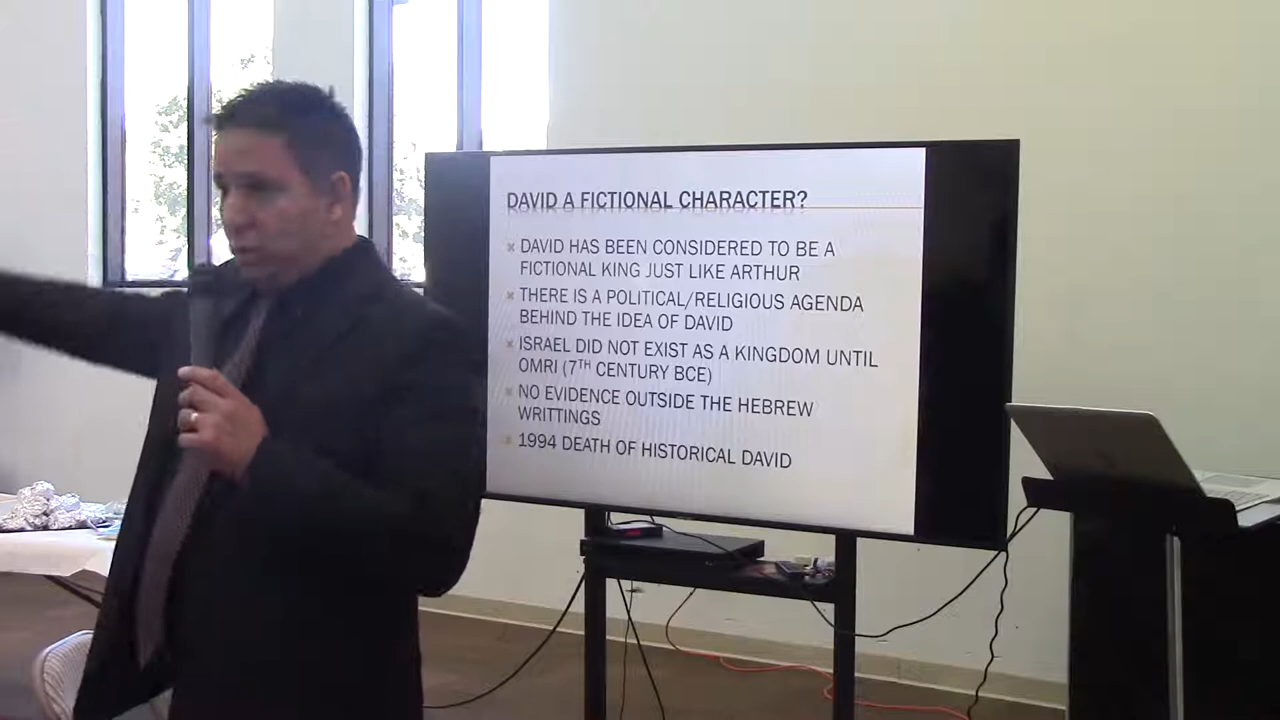 DAVID A FICTIONAL CHARACTER?
DAVID HAS BEEN CONSIDERED TO BE A
FICTIONAL KING JUST LIKE ARTHUR
THERE IS A POLITICAL/RELIGIOUS AGENDA
BEHIND THE IDEA OF DAVID
ISRAEL DID NOT EXIST AS A KINGDOM UNTIL
OMRI (7TH CENTURY BCE)
NO EVIDENCE OUTSIDE THE HEBREW
WRITTINGS
1994 DEATH OF HISTORICAL DAVID